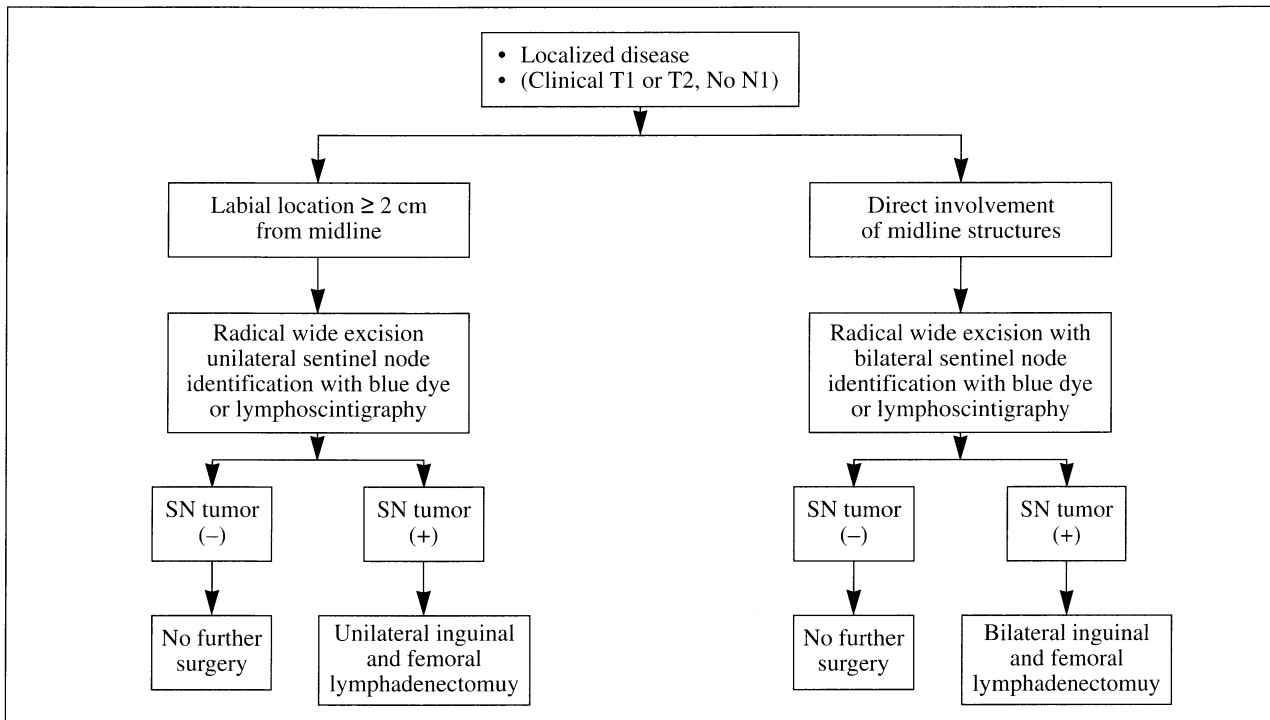 • Localized disease
• (Clinical T1 or T2, No N1)
Labial location ≥ 2 cm
from midline
Direct involvement
of midline structures
Radical wide excision
unilateral sentinel node
identification with blue dye
or lymphoscintigraphy
Radical wide excision with
bilateral sentinel node
identification with blue dye
or lymphoscintigraphy
SN tumor
(–)
SN tumor
(+)
SN tumor
(–)
SN tumor
(+)
No further
surgery
Unilateral inguinal
and femoral
lymphadenectomuy
No further
surgery
Bilateral inguinal
and femoral
lymphadenectomuy